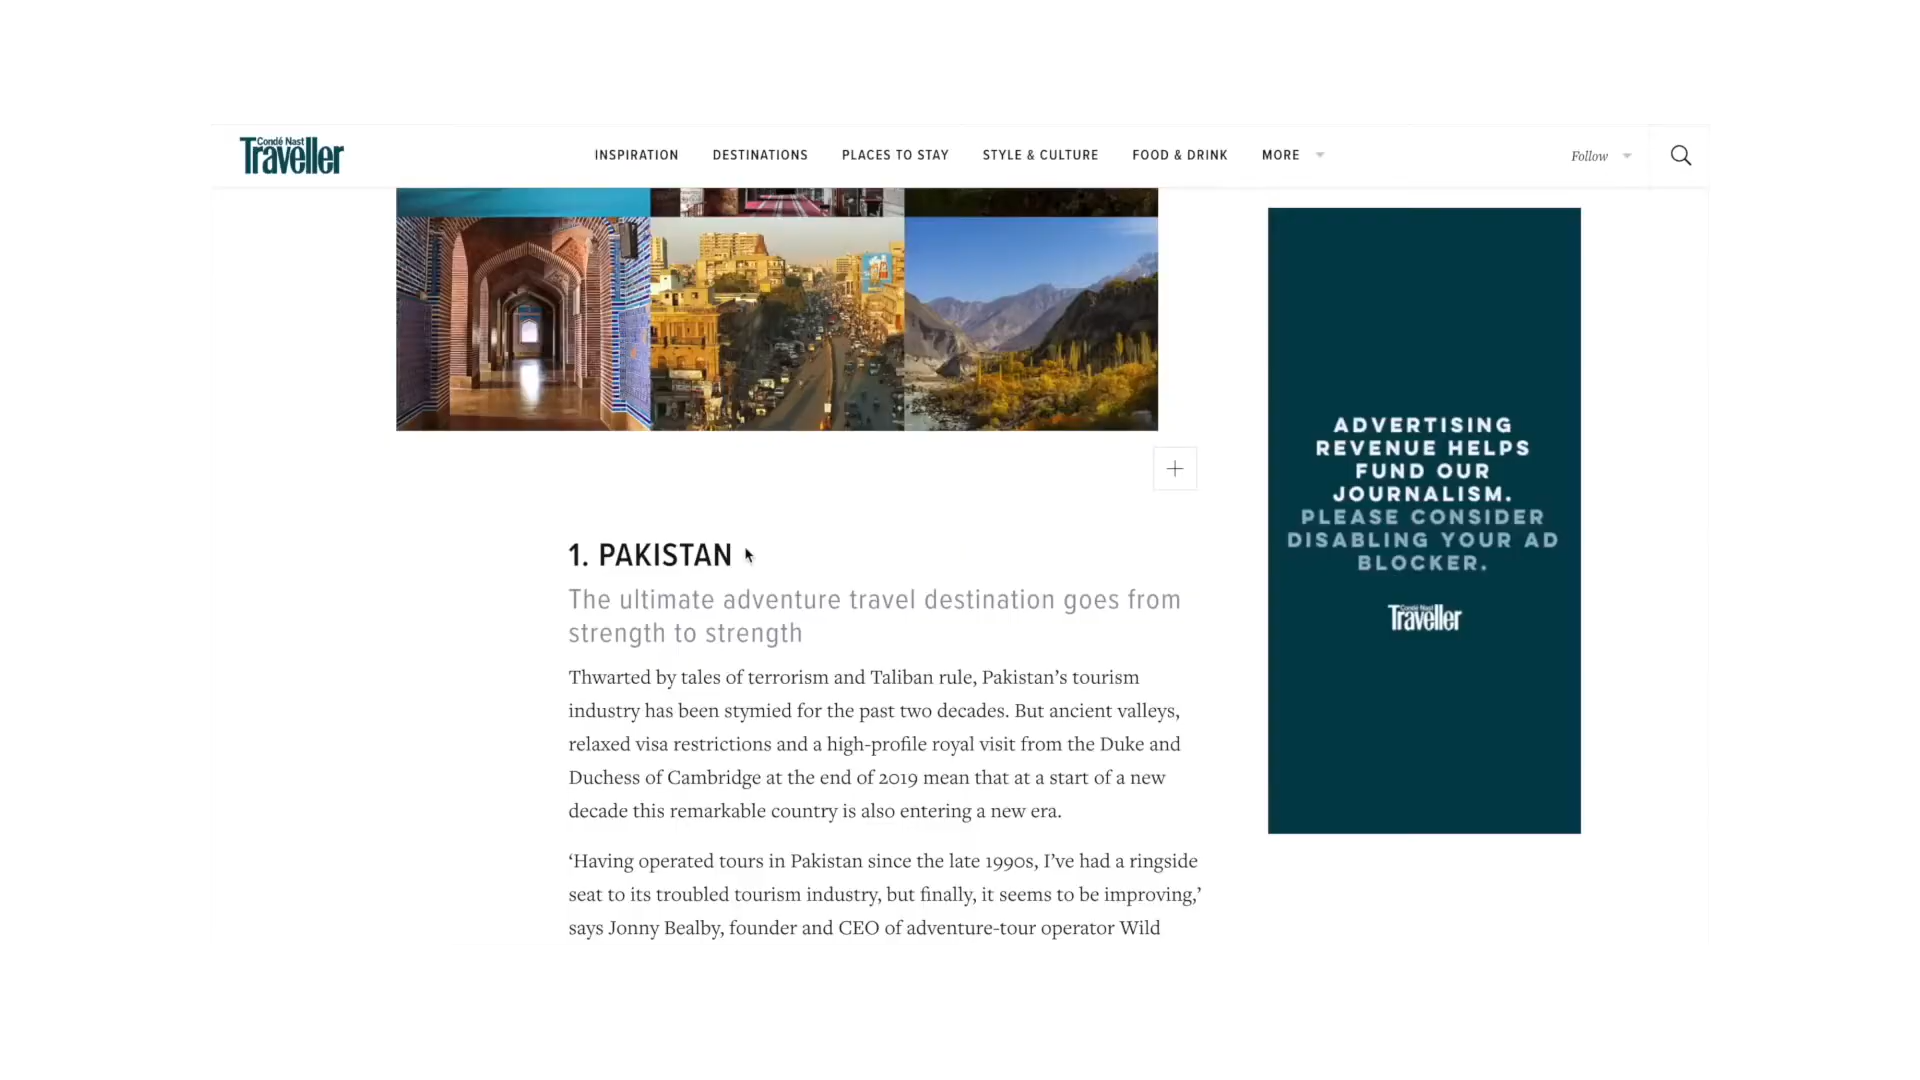 Condé Nast
Traveller
INSPIRATION
DESTINATIONS
PLACES TO STAY
STYLE & CULTURE
FOOD & DRINK
MORE
Follow
1. PAKISTAN
The ultimate adventure travel destination goes from
strength to strength
Thwarted by tales of terrorism and Taliban rule, Pakistan’s tourism
industry has been stymied for the past two decades. But ancient valleys,
relaxed visa restrictions and a high-profile royal visit from the Duke and
Duchess of Cambridge at the end of 2019 mean that at a start of a new
decade this remarkable country is also entering a new era.
‘Having operated tours in Pakistan since the late 1990s, I’ve had a ringside
seat to its troubled tourism industry, but finally, it seems to be improving,’
says Jonny Bealby, founder and CEO of adventure-tour operator Wild
ADVERTISING
REVENUE HELPS
FUND OUR
JOURNALISM.
PLEASE CONSIDER
DISABLING YOUR AD
BLOCKER.
Condé Nast
Traveller